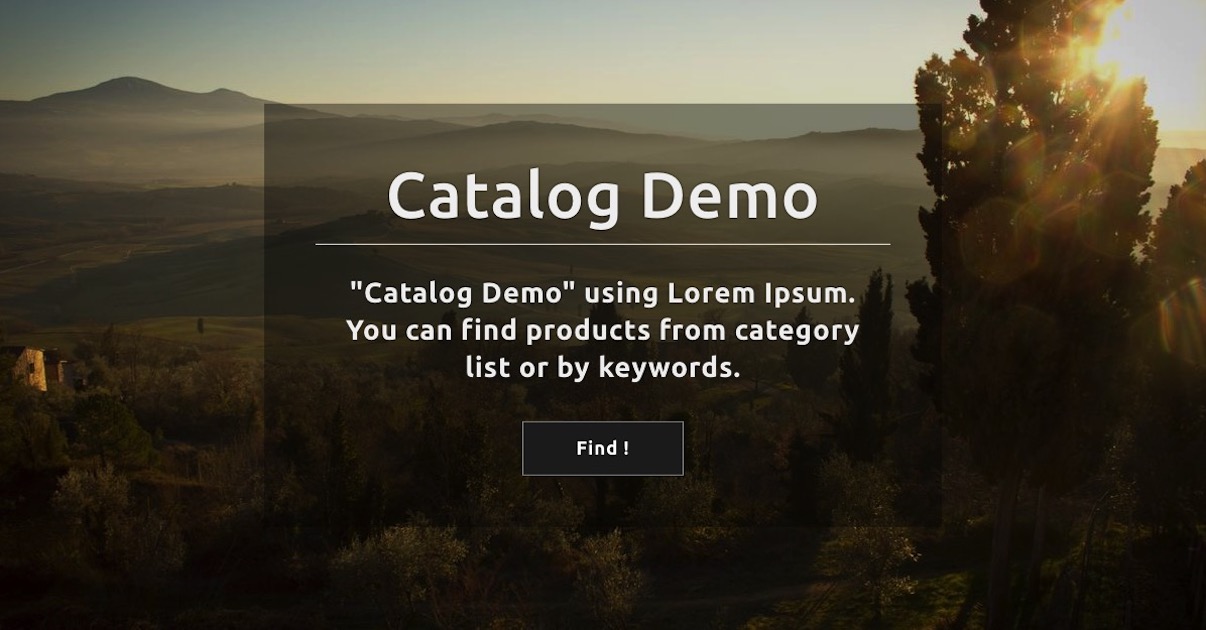 Catalog Demo
"Catalog Demo" using Lorem Ipsum.
You can find products from category
list or by keywords.
Find !